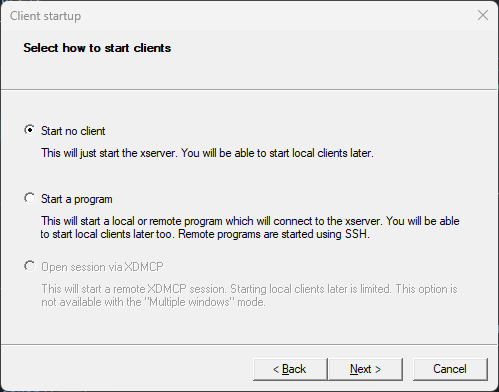 Client startup
Select how to start clients
Start no client
This will just start the xserver. You will be able to start local clients later.
Start a program
This will start a local or remote program which will connect to the xserver. You will be able
to start local clients later too. Remote programs are started using SSH.
Open session via XDMCP
This will start a remote XDMCP session. Starting local clients later is limited. This option is
not available with the "Multiple windows" mode.
< Back
Next >
Cancel